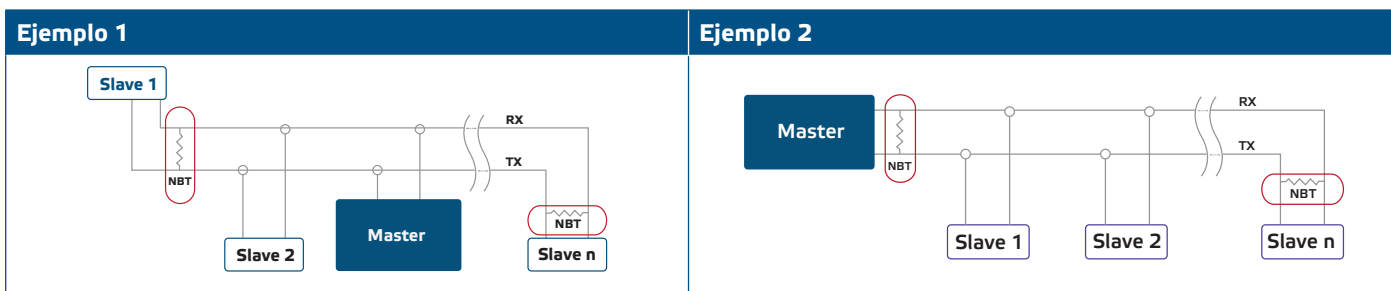 Ejemplo 1
Slave 1
RX
TX
NBT
NBT
Master
Slave 2
Slave n
Ejemplo 2
Master
RX
TX
NBT
NBT
Slave 1
Slave 2
Slave n